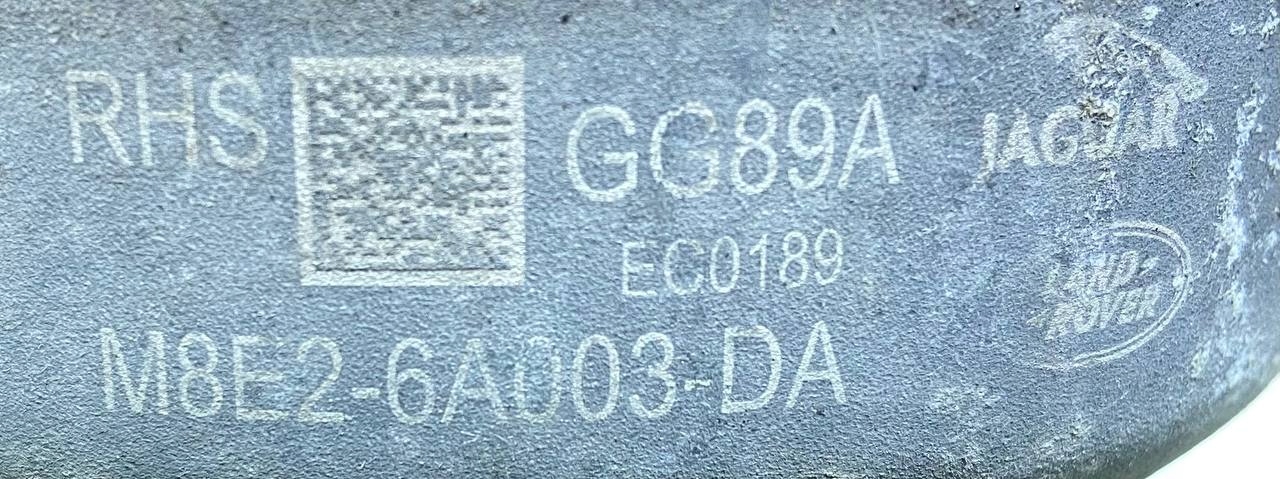 RHS
GG89A
EC0189
M8E2-6A003-DA
JAGUAR
LAND-
ROVER